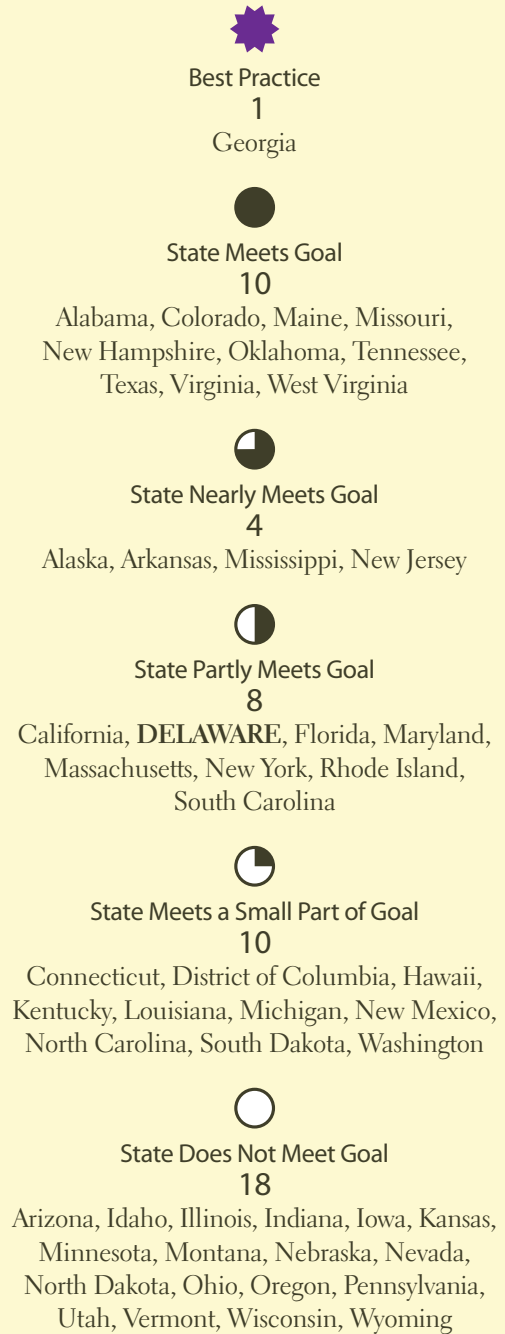 Best Practice
1
Georgia
State Meets Goal
10
Alabama, Colorado, Maine, Missouri,
New Hampshire, Oklahoma, Tennessee,
Texas, Virginia, West Virginia
State Nearly Meets Goal
4
Alaska, Arkansas, Mississippi, New Jersey
State Partly Meets Goal
8
California, DELAWARE, Florida, Maryland,
Massachusetts, New York, Rhode Island,
South Carolina
State Meets a Small Part of Goal
10
Connecticut, District of Columbia, Hawaii,
Kentucky, Louisiana, Michigan, New Mexico,
North Carolina, South Dakota, Washington
State Does Not Meet Goal
18
Arizona, Idaho, Illinois, Indiana, Iowa, Kansas,
Minnesota, Montana, Nebraska, Nevada,
North Dakota, Ohio, Oregon, Pennsylvania,
Utah, Vermont, Wisconsin, Wyoming